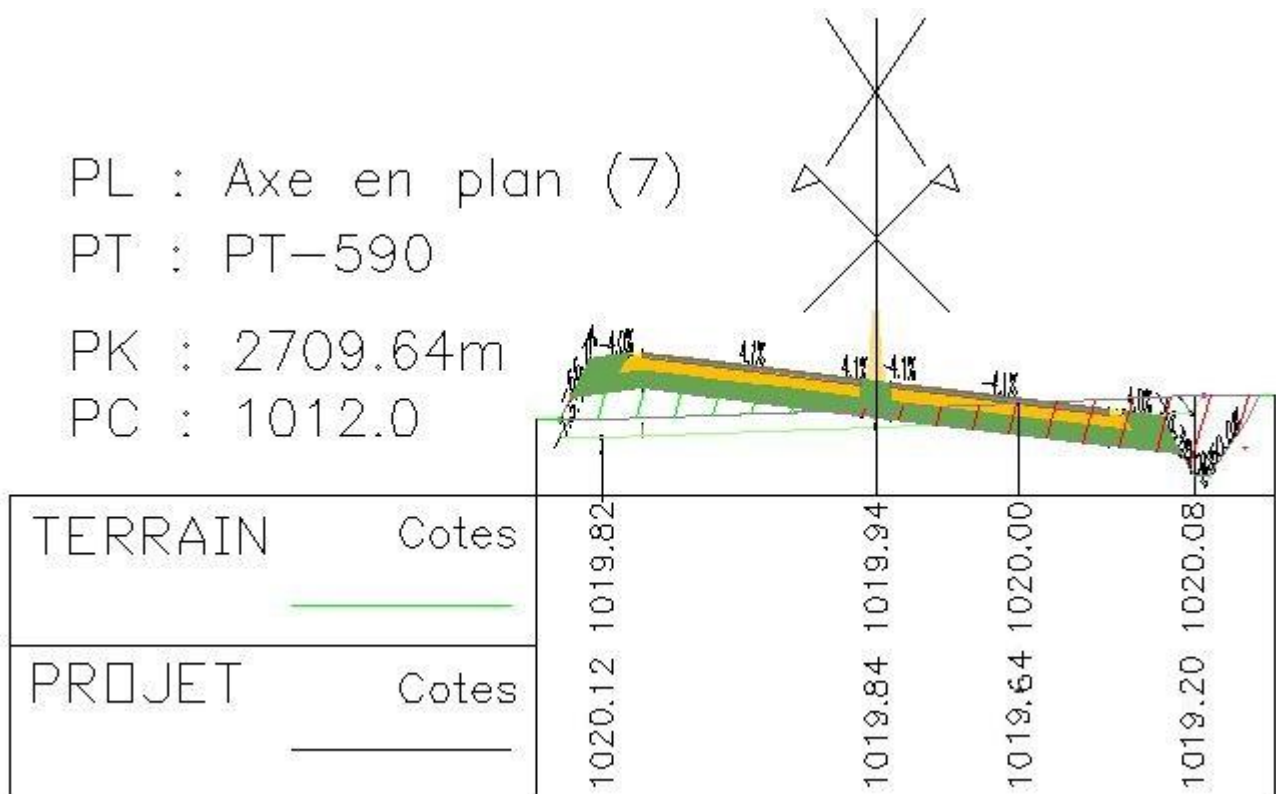 PL : Axe en plan (7)
PT : PT-590
PK : 2709.64m
PC : 1012.0
4.1%
4.1%
-4.1%
-4.1%
TERRAIN Cotes
1019.82 1019.94 1020.00 1020.08
PROJET Cotes
1020.12 1019.84 1019.64 1019.20